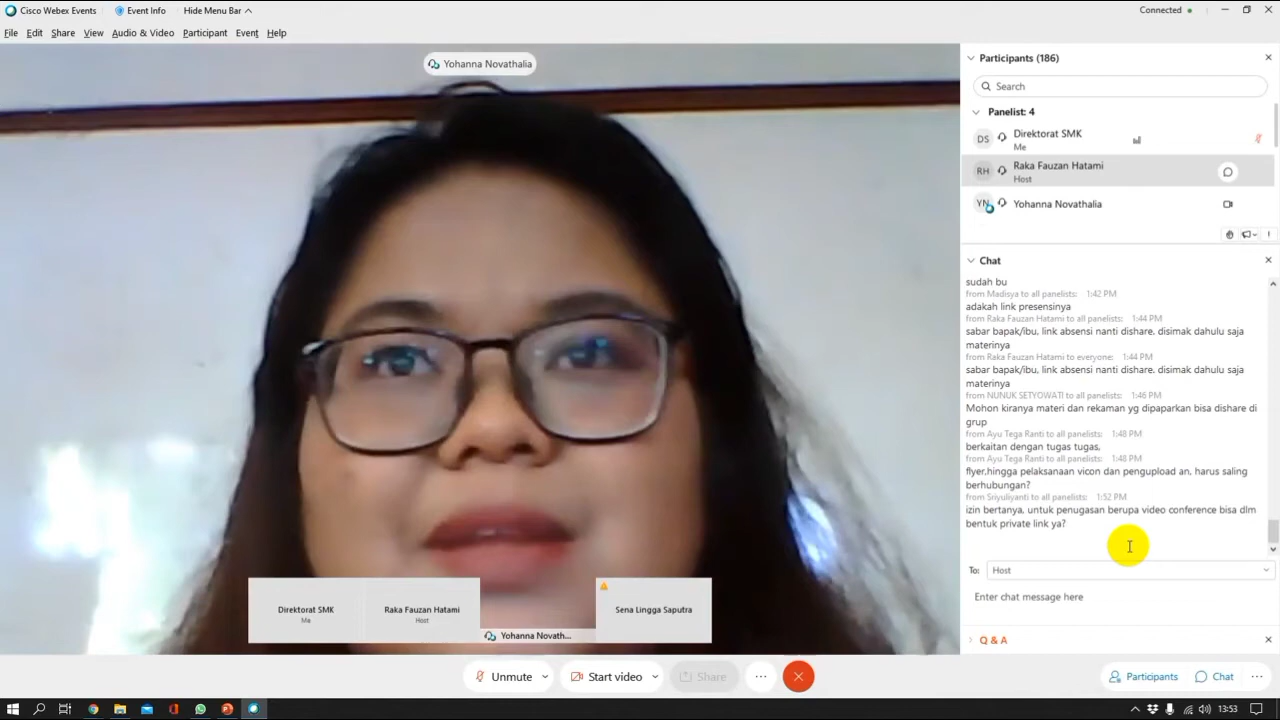 Cisco Webex Events Event Info Hide Menu Bar Connected
File Edit Share View Audio & Video Participant Event Help
Yohanna Novathalia
Direktorat SMK
Me
Raka Fauzan Hatami
Host
Yohanna Novath...
Sena Lingga Saputra
Participants (186)
Search
Panelist: 4
DS Direktorat SMK
Me
RH Raka Fauzan Hatami
Host
YN Yohanna Novathalia
Chat
sudah bu
from Madisya to all panelists: 1:42 PM
adakah link presensinya
from Raka Fauzan Hatami to all panelists: 1:44 PM
sabar bapak/ibu, link absensi nanti dishare. disimak dahulu saja
materinya
from Raka Fauzan Hatami to everyone: 1:44 PM
sabar bapak/ibu, link absensi nanti dishare. disimak dahulu saja
materinya
from NUNUK SETYOWATI to all panelists: 1:46 PM
Mohon kiranya materi dan rekaman yg dipaparkan bisa dishare di
grup
from Ayu Tega Ranti to all panelists: 1:48 PM
berkaitan dengan tugas tugas,
from Ayu Tega Ranti to all panelists: 1:48 PM
flyer,hingga pelaksanaan vicon dan pengupload an, harus saling
berhubungan?
from Sriyuliyanti to all panelists: 1:52 PM
izin bertanya, untuk penugasan berupa video conference bisa dlm
bentuk private link ya?
To: Host
Enter chat message here
Q & A
Unmute Start video Share Participants Chat
13:53